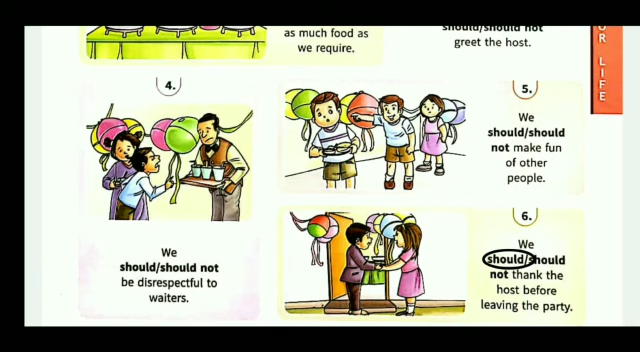 as much food as
we require.
should/should not
greet the host.
OUR LIFE
4.
We
should/should not
be disrespectful to
waiters.
5.
We
should/should
not make fun
of other
people.
6.
We
should/should
not thank the
host before
leaving the party.